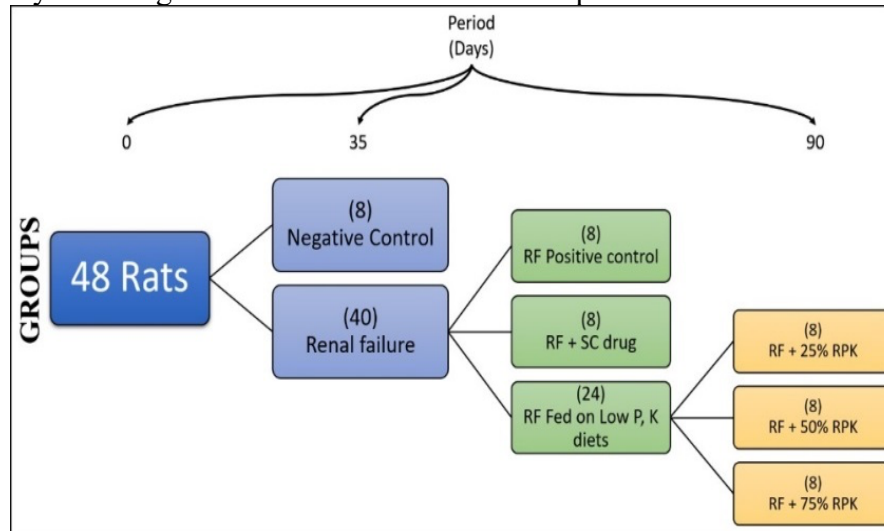 Period
(Days)
0 35 90
GROUPS
48 Rats
(8)
Negative Control
(40)
Renal failure
(8)
RF Positive control
(8)
RF + SC drug
(24)
RF Fed on Low P, K
diets
(8)
RF + 25% RPK
(8)
RF + 50% RPK
(8)
RF + 75% RPK